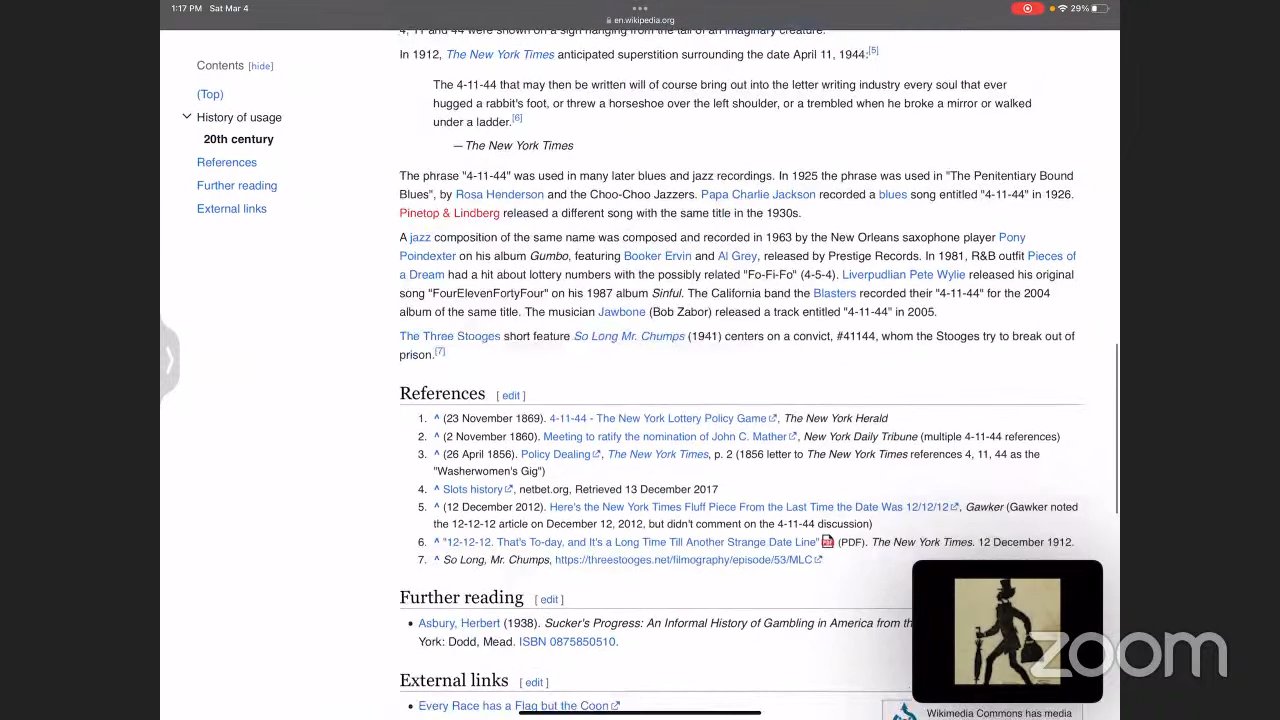 1:17 PM Sat Mar 4
29%
en.wikipedia.org
4, 11 and 44 were shown on a sign hanging from the tail of an imaginary creature.
Contents [hide]
(Top)
History of usage
20th century
References
Further reading
External links
In 1912, The New York Times anticipated superstition surrounding the date April 11, 1944:[5]
The 4-11-44 that may then be written will of course bring out into the letter writing industry every soul that ever
hugged a rabbit's foot, or threw a horseshoe over the left shoulder, or a trembled when he broke a mirror or walked
under a ladder.[6]
— The New York Times
The phrase "4-11-44" was used in many later blues and jazz recordings. In 1925 the phrase was used in "The Penitentiary Bound
Blues", by Rosa Henderson and the Choo-Choo Jazzers. Papa Charlie Jackson recorded a blues song entitled "4-11-44" in 1926.
Pinetop & Lindberg released a different song with the same title in the 1930s.
A jazz composition of the same name was composed and recorded in 1963 by the New Orleans saxophone player Pony
Poindexter on his album Gumbo, featuring Booker Ervin and Al Grey, released by Prestige Records. In 1981, R&B outfit Pieces of
a Dream had a hit about lottery numbers with the possibly related "Fo-Fi-Fo" (4-5-4). Liverpudlian Pete Wylie released his original
song "FourElevenFortyFour" on his 1987 album Sinful. The California band the Blasters recorded their "4-11-44" for the 2004
album of the same title. The musician Jawbone (Bob Zabor) released a track entitled "4-11-44" in 2005.
The Three Stooges short feature So Long Mr. Chumps (1941) centers on a convict, #41144, whom the Stooges try to break out of
prison.[7]
References [ edit ]
1. ^ (23 November 1869). 4-11-44 - The New York Lottery Policy Game, The New York Herald
2. ^ (2 November 1860). Meeting to ratify the nomination of John C. Mather, New York Daily Tribune (multiple 4-11-44 references)
3. ^ (26 April 1856). Policy Dealing, The New York Times, p. 2 (1856 letter to The New York Times references 4, 11, 44 as the
"Washerwomen's Gig")
4. ^ Slots history, netbet.org, Retrieved 13 December 2017
5. ^ (12 December 2012). Here's the New York Times Fluff Piece From the Last Time the Date Was 12/12/12, Gawker (Gawker noted
the 12-12-12 article on December 12, 2012, but didn't comment on the 4-11-44 discussion)
6. ^ "12-12-12. That's To-day, and It's a Long Time Till Another Strange Date Line" (PDF). The New York Times. 12 December 1912.
7. ^ So Long, Mr. Chumps, https://threestooges.net/filmography/episode/53/MLC
Further reading [ edit ]
• Asbury, Herbert (1938). Sucker's Progress: An Informal History of Gambling in America from th
York: Dodd, Mead. ISBN 0875850510.
External links [ edit ]
• Every Race has a Flag but the Coon
Wikimedia Commons has media
zoom